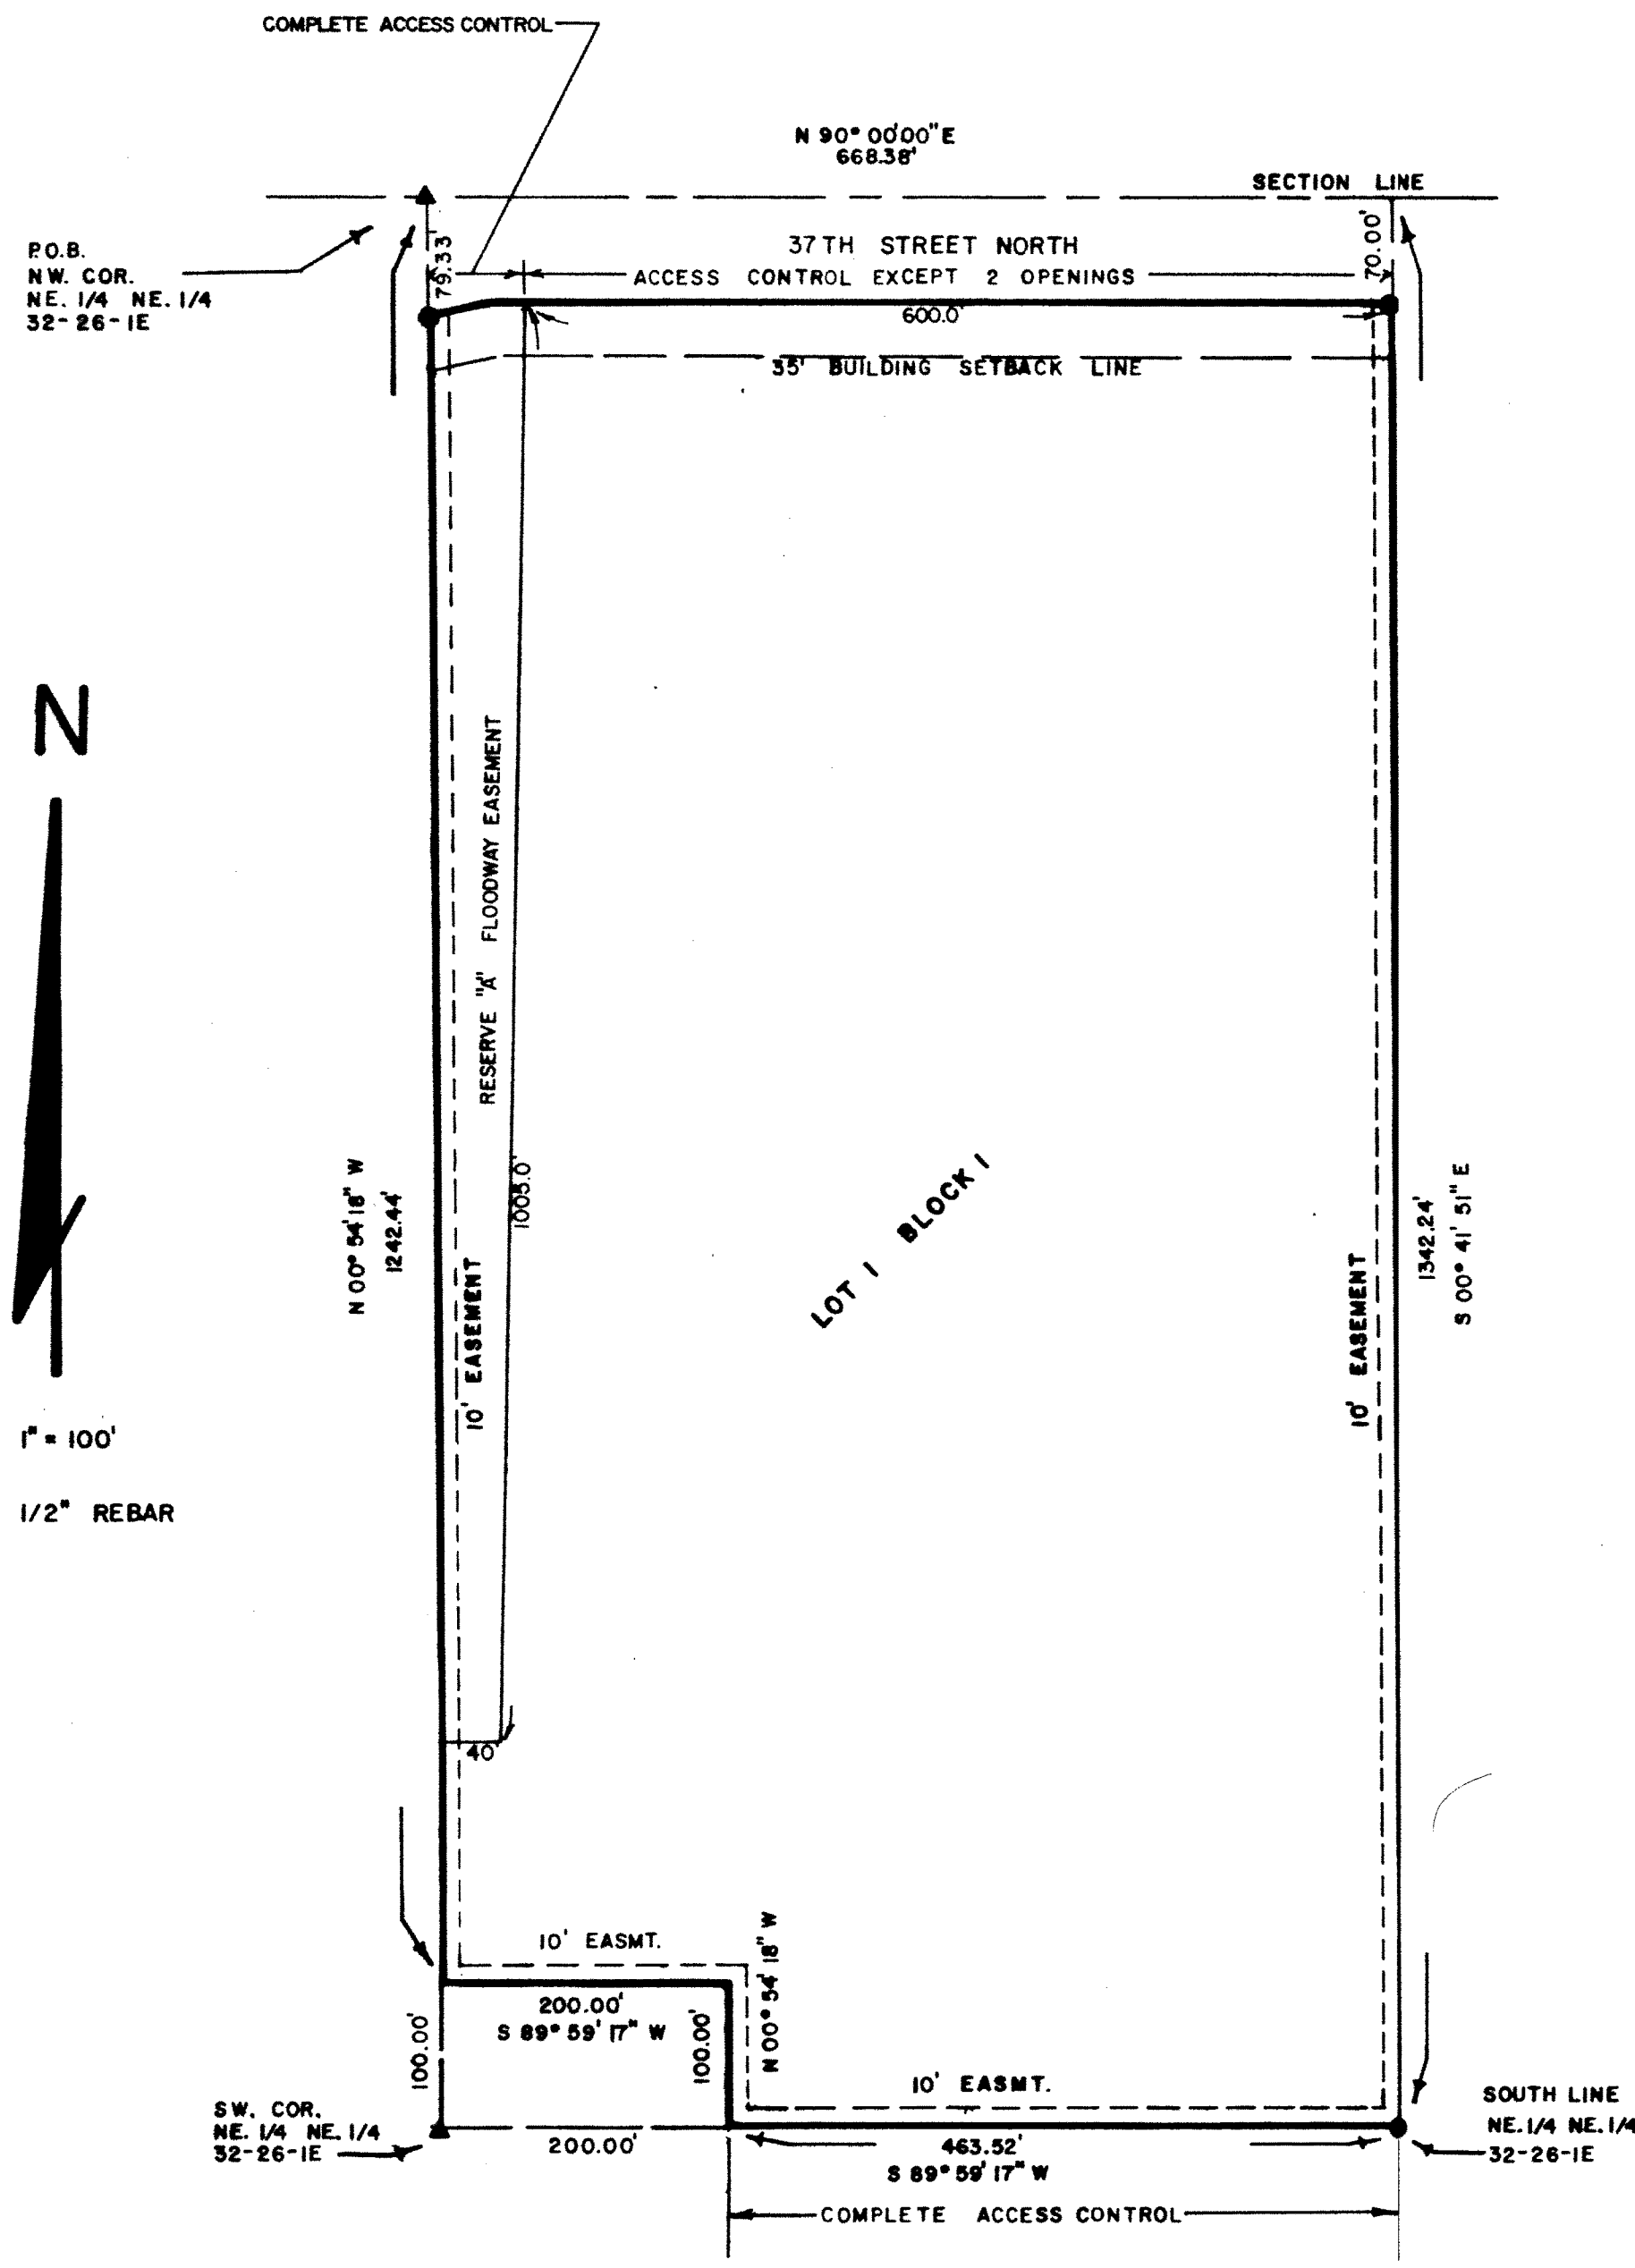 COMPLETE ACCESS CONTROL
N 90° 00'00" E
668.38'
SECTION LINE
P.O.B.
NW. COR.
NE. 1/4 NE. 1/4
32-26-1E
79.33'
37TH STREET NORTH
70.00'
ACCESS CONTROL EXCEPT 2 OPENINGS
600.0'
35' BUILDING SETBACK LINE
N
RESERVE "A" FLOODWAY EASEMENT
N 00° 54' 18" W
1242.44'
10' EASEMENT
1005.0'
LOT 1 BLOCK 1
10' EASEMENT
1342.24'
S 00° 41' 51" E
1" = 100'
1/2" REBAR
40'
10' EASMT.
200.00'
S 89° 59' 17" W
100.00'
100.00'
N 00° 54' 18" W
10' EASMT.
SW. COR.
NE. 1/4 NE. 1/4
32-26-1E
200.00'
463.52'
S 89° 59' 17" W
SOUTH LINE
NE. 1/4 NE. 1/4
32-26-1E
COMPLETE ACCESS CONTROL